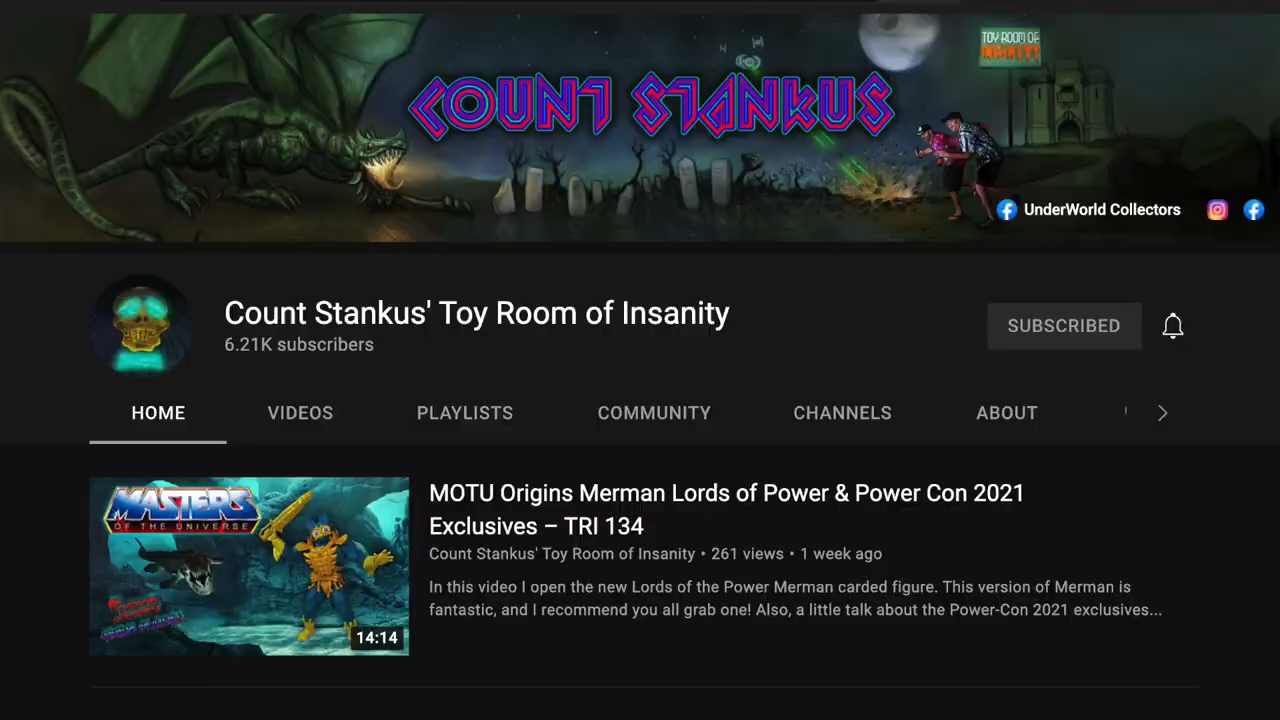 COUNT STANKUS
TOY ROOM OF
INSANITY
UnderWorld Collectors
Count Stankus' Toy Room of Insanity
6.21K subscribers
SUBSCRIBED
HOME
VIDEOS
PLAYLISTS
COMMUNITY
CHANNELS
ABOUT
MASTERS
OF THE UNIVERSE
14:14
MOTU Origins Merman Lords of Power & Power Con 2021
Exclusives – TRI 134
Count Stankus' Toy Room of Insanity • 261 views • 1 week ago
In this video I open the new Lords of the Power Merman carded figure. This version of Merman is
fantastic, and I recommend you all grab one! Also, a little talk about the Power-Con 2021 exclusives...